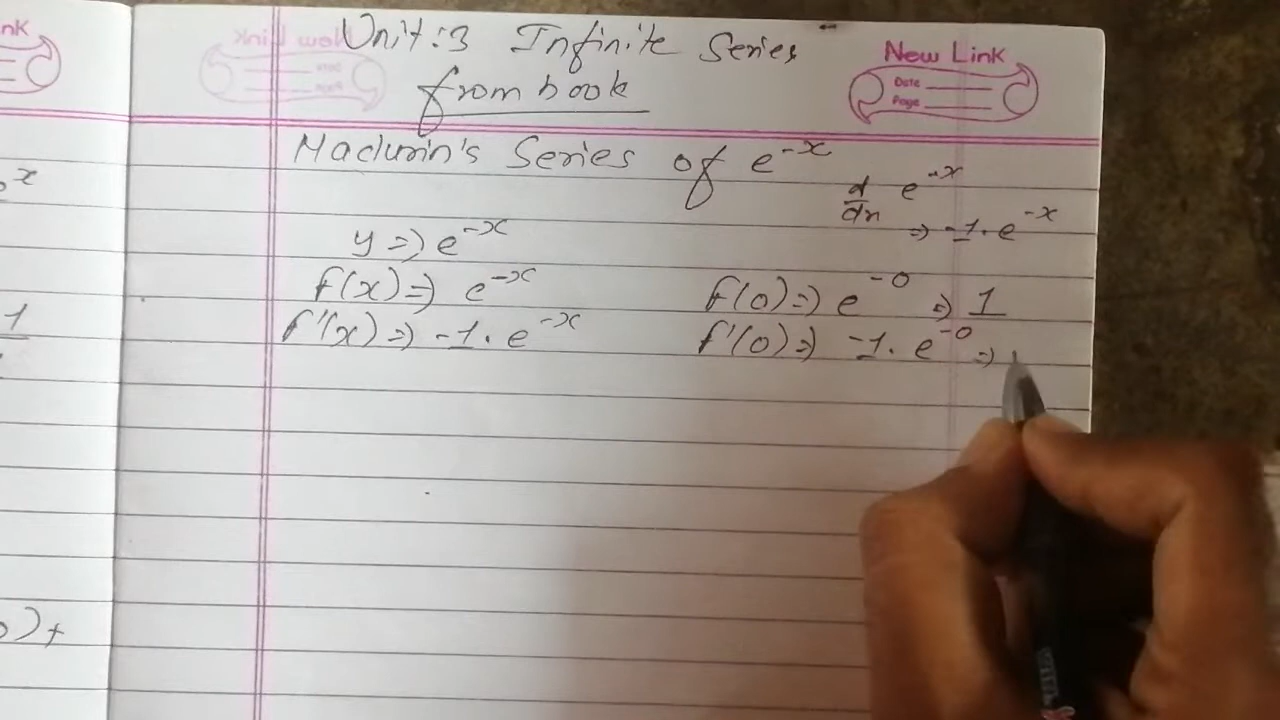 Unit:3 Infinite Series
from book
New Link
Date
Page
Maclurin's Series of e^-x
d/dx e^-x
=) -1·e^-x
y =) e^-x
f(x) =) e^-x f(0) =) e^-0 =) 1
f'(x) =) -1·e^-x f'(0) =) -1·e^-0 =)